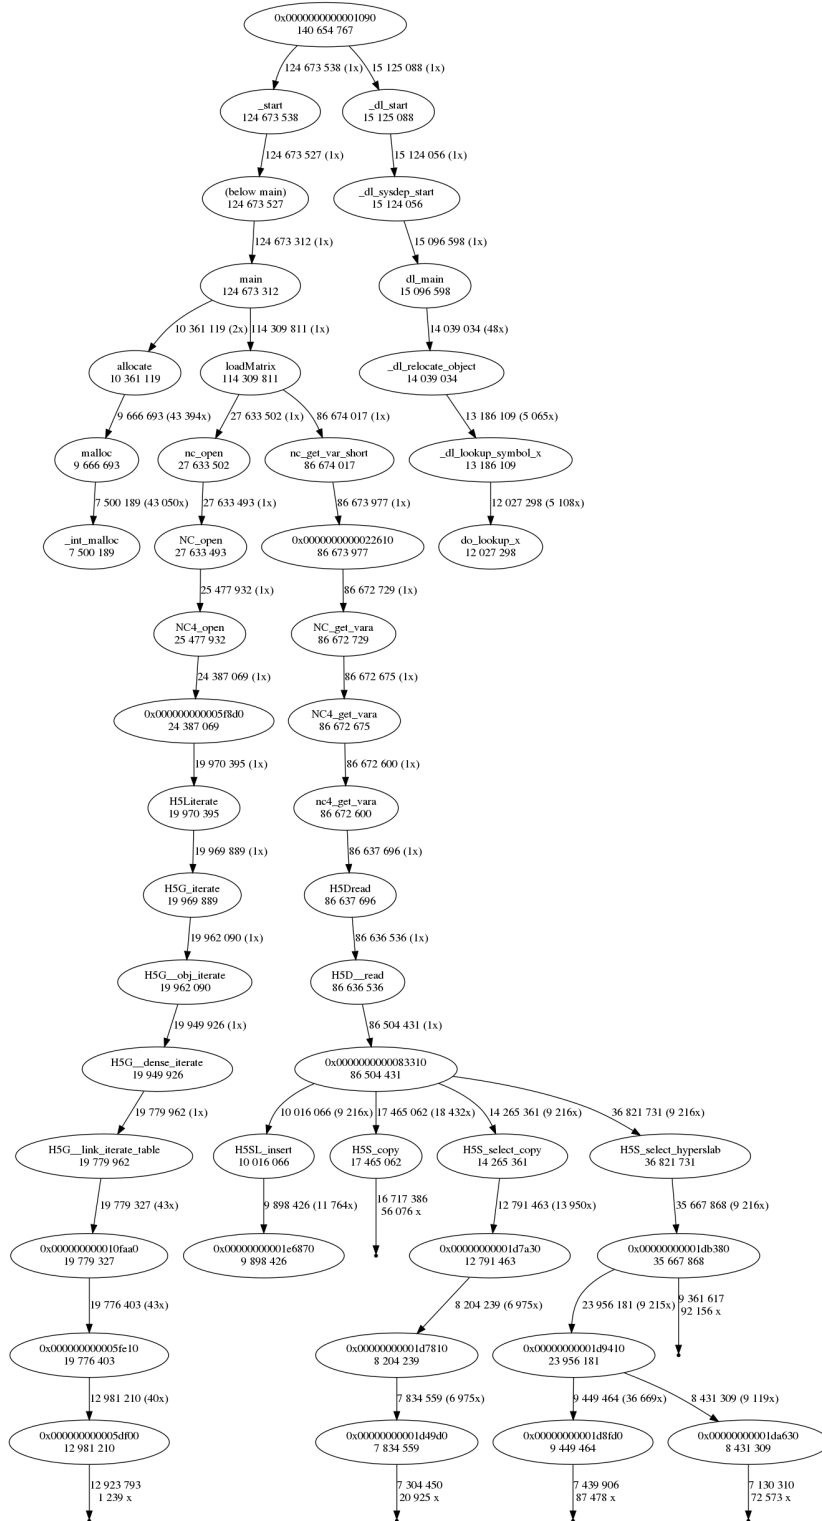 0x0000000000001090
140 654 767
124 673 538 (1x)
15 125 088 (1x)
_start
124 673 538
_dl_start
15 125 088
124 673 527 (1x)
15 124 056 (1x)
(below main)
124 673 527
_dl_sysdep_start
15 124 056
124 673 312 (1x)
15 096 598 (1x)
main
124 673 312
dl_main
15 096 598
10 361 119 (2x)
114 309 811 (1x)
14 039 034 (48x)
allocate
10 361 119
loadMatrix
114 309 811
_dl_relocate_object
14 039 034
9 666 693 (43 394x)
27 633 502 (1x)
86 674 017 (1x)
13 186 109 (5 065x)
malloc
9 666 693
nc_open
27 633 502
nc_get_var_short
86 674 017
_dl_lookup_symbol_x
13 186 109
7 500 189 (43 050x)
27 633 493 (1x)
86 673 977 (1x)
12 027 298 (5 108x)
_int_malloc
7 500 189
NC_open
27 633 493
0x0000000000022610
86 673 977
do_lookup_x
12 027 298
25 477 932 (1x)
86 672 729 (1x)
NC4_open
25 477 932
NC_get_vara
86 672 729
24 387 069 (1x)
86 672 675 (1x)
0x000000000005f8d0
24 387 069
NC4_get_vara
86 672 675
19 970 395 (1x)
86 672 600 (1x)
H5Literate
19 970 395
nc4_get_vara
86 672 600
19 969 889 (1x)
86 637 696 (1x)
H5G_iterate
19 969 889
H5Dread
86 637 696
19 962 090 (1x)
86 636 536 (1x)
H5G__obj_iterate
19 962 090
H5D__read
86 636 536
19 949 926 (1x)
86 504 431 (1x)
H5G__dense_iterate
19 949 926
0x0000000000083310
86 504 431
19 779 962 (1x)
10 016 066 (9 216x)
17 465 062 (18 432x)
14 265 361 (9 216x)
36 821 731 (9 216x)
H5G__link_iterate_table
19 779 962
H5SL_insert
10 016 066
H5S_copy
17 465 062
H5S_select_copy
14 265 361
H5S_select_hyperslab
36 821 731
19 779 327 (43x)
9 898 426 (11 764x)
16 717 386
56 076 x
12 791 463 (13 950x)
35 667 868 (9 216x)
0x000000000010faa0
19 779 327
0x00000000001e6870
9 898 426
0x00000000001d7a30
12 791 463
0x00000000001db380
35 667 868
19 776 403 (43x)
8 204 239 (6 975x)
23 956 181 (9 215x)
9 361 617
92 156 x
0x000000000005fe10
19 776 403
0x00000000001d7810
8 204 239
0x00000000001d9410
23 956 181
12 981 210 (40x)
7 834 559 (6 975x)
9 449 464 (36 669x)
8 431 309 (9 119x)
0x000000000005df00
12 981 210
0x00000000001d49d0
7 834 559
0x00000000001d8fd0
9 449 464
0x00000000001da630
8 431 309
12 923 793
1 239 x
7 304 450
20 925 x
7 439 906
87 478 x
7 130 310
72 573 x